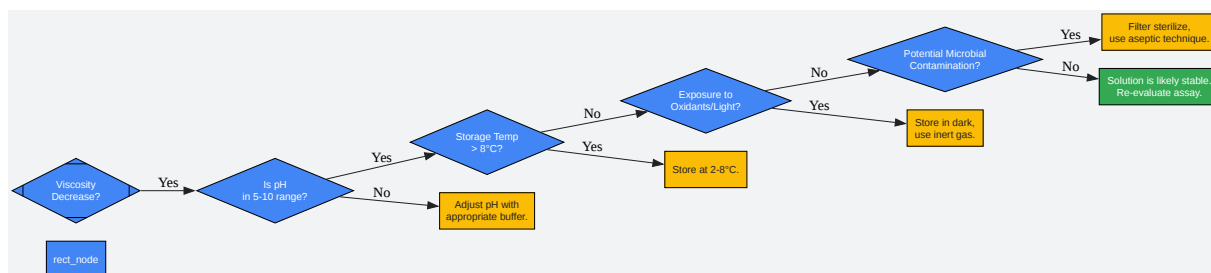 Viscosity
Decrease?
Yes
Is pH
in 5-10 range?
Yes
No
Adjust pH with
appropriate buffer.
Storage Temp
> 8°C?
No
Yes
Store at 2-8°C.
Exposure to
Oxidants/Light?
No
Yes
Store in dark,
use inert gas.
Potential Microbial
Contamination?
Yes
No
Filter sterilize,
use aseptic technique.
Solution is likely stable.
Re-evaluate assay.
rect_node